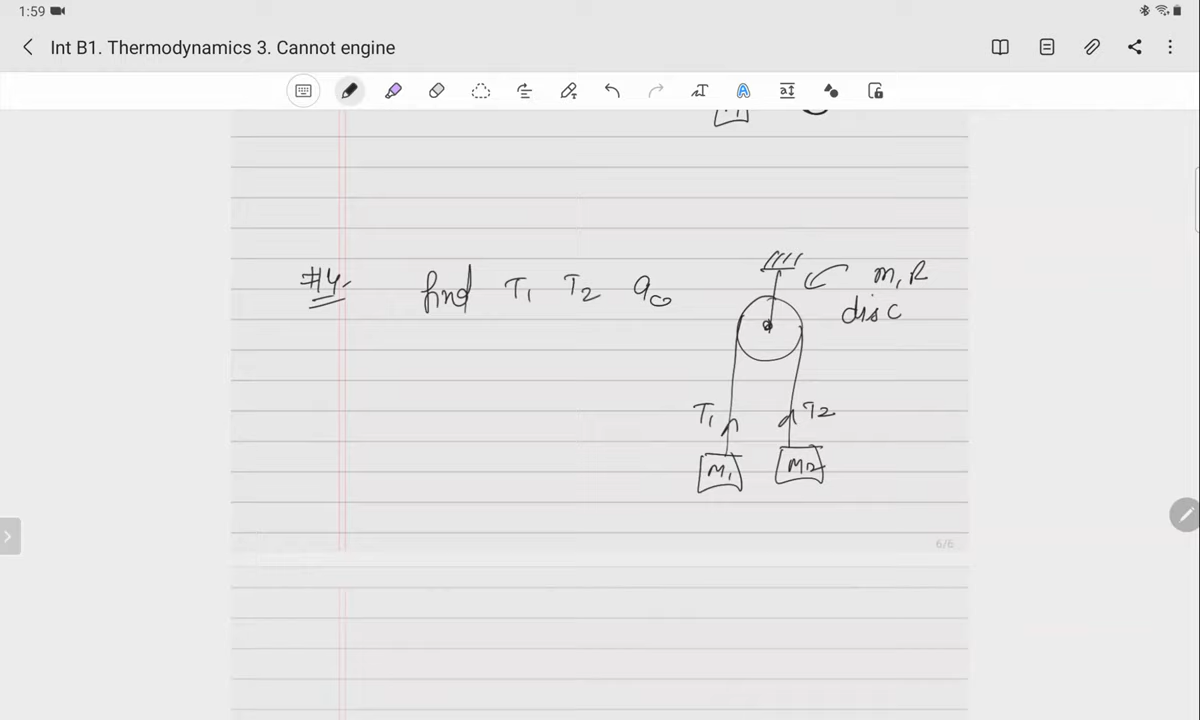 1:59
Int B1. Thermodynamics 3. Cannot engine
#4. find T1 T2 a0
m, R
disc
T1 T2
M1 M2
6/6